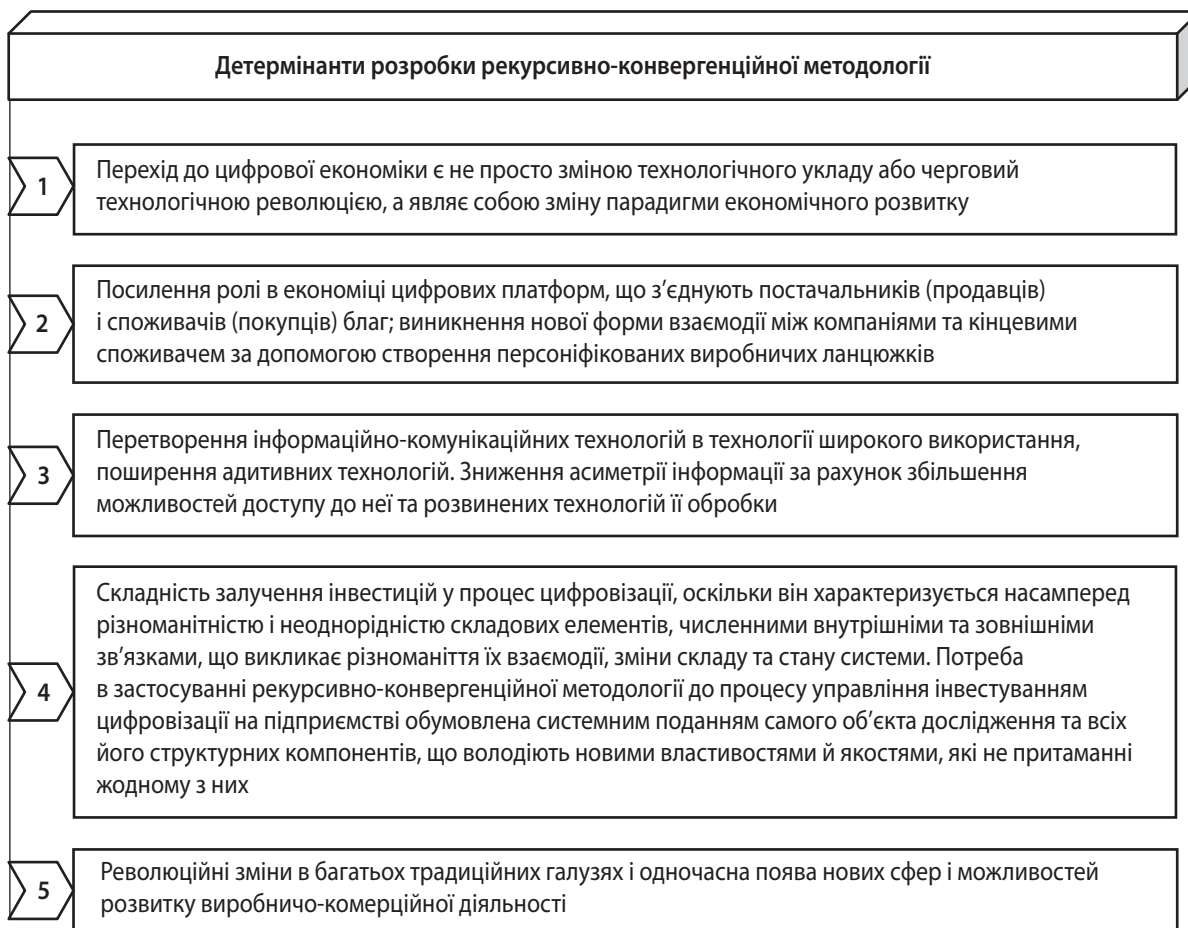 Детермінанти розробки рекурсивно-конвергенційної методології
1
Перехід до цифрової економіки є не просто зміною технологічного укладу або черговий
технологічною революцією, а являє собою зміну парадигми економічного розвитку
2
Посилення ролі в економіці цифрових платформ, що з’єднують постачальників (продавців)
і споживачів (покупців) благ; виникнення нової форми взаємодії між компаніями та кінцевими
споживачем за допомогою створення персоніфікованих виробничих ланцюжків
3
Перетворення інформаційно-комунікаційних технологій в технології широкого використання,
поширення адитивних технологій. Зниження асиметрії інформації за рахунок збільшення
можливостей доступу до неї та розвинених технологій її обробки
4
Складність залучення інвестицій у процес цифровізації, оскільки він характеризується насамперед
різноманітністю і неоднорідністю складових елементів, численними внутрішніми та зовнішніми
зв’язками, що викликає різноманіття їх взаємодії, зміни складу та стану системи. Потреба
в застосуванні рекурсивно-конвергенційної методології до процесу управління інвестуванням
цифровізації на підприємстві обумовлена системним поданням самого об’єкта дослідження та всіх
його структурних компонентів, що володіють новими властивостями й якостями, які не притаманні
жодному з них
5
Революційні зміни в багатьох традиційних галузях і одночасна поява нових сфер і можливостей
розвитку виробничо-комерційної діяльності